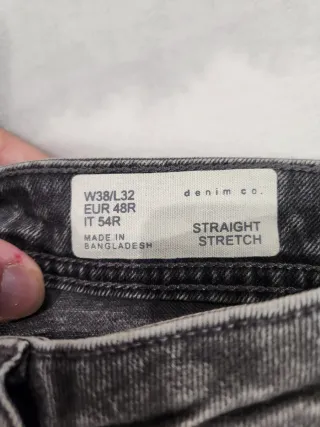 W38/L32 denim co.
EUR 48R
IT 54R
MADE IN STRAIGHT
BANGLADESH STRETCH